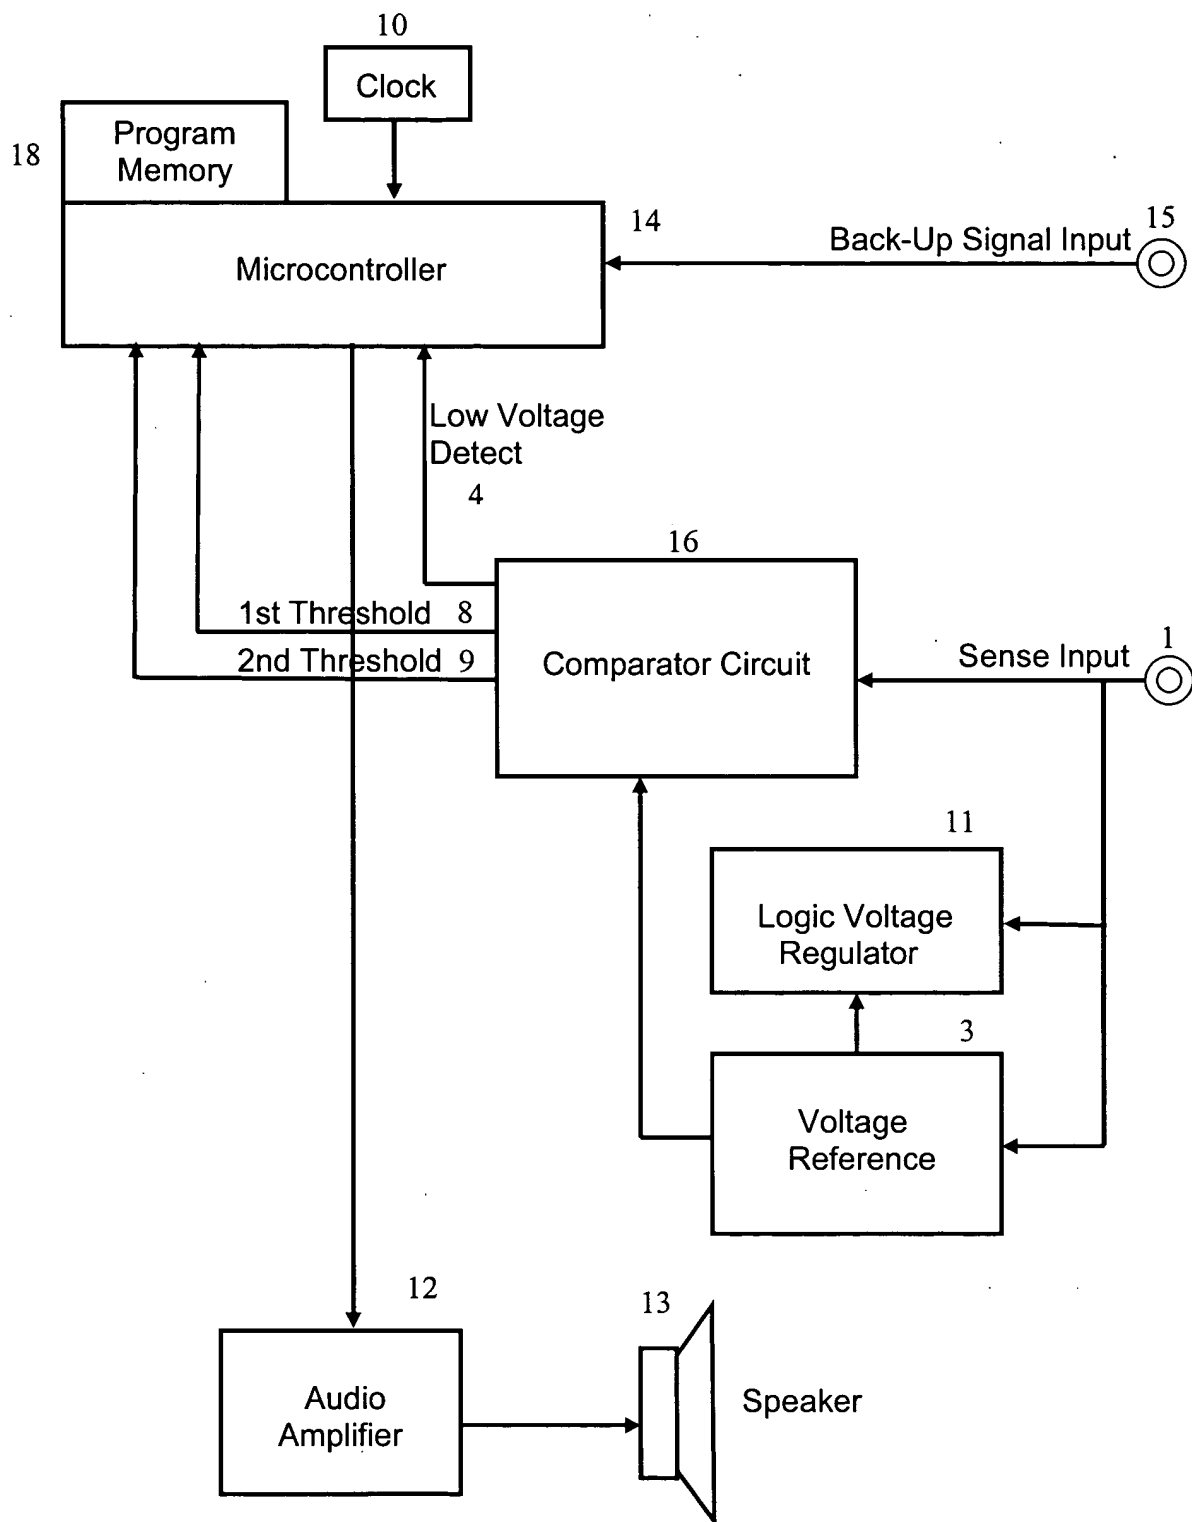 10
Clock
Program
Memory
18
14
Microcontroller
15
Back-Up Signal Input
Low Voltage
Detect
4
16
1st Threshold 8
2nd Threshold 9
Comparator Circuit
1
Sense Input
11
Logic Voltage
Regulator
3
Voltage
Reference
12
13
Audio
Amplifier
Speaker